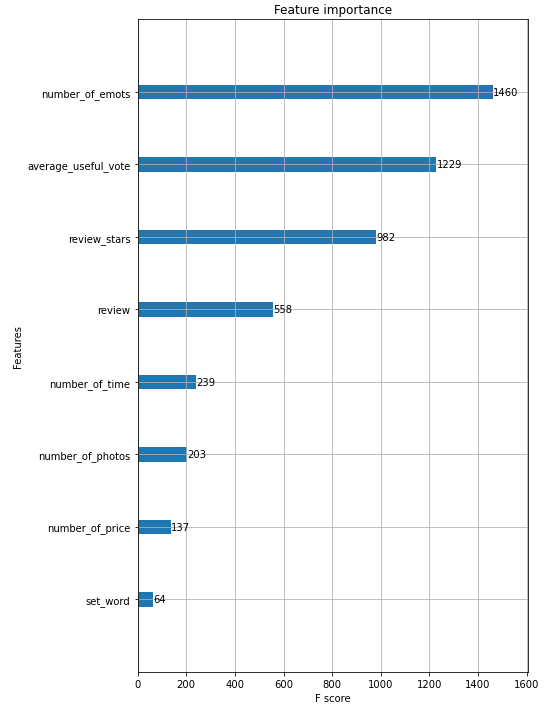 Feature importance
number_of_emots
1460
average_useful_vote
1229
review_stars
982
review
558
number_of_time
239
number_of_photos
203
number_of_price
137
set_word
64
Features
0 200 400 600 800 1000 1200 1400 1600
F score